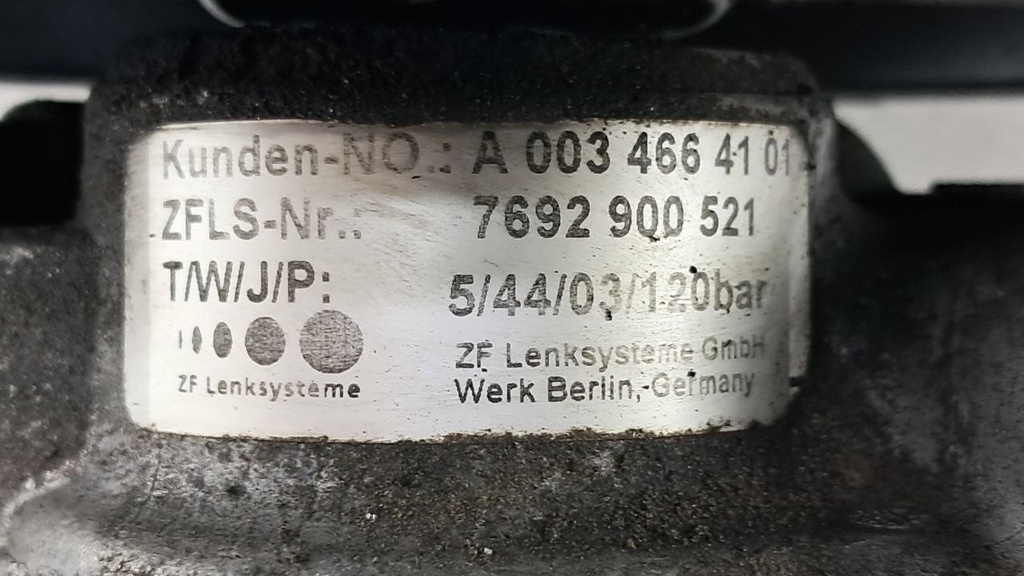 Kunden-NO.: A 003 466 41 01
ZFLS-Nr.: 7692 900 521
T/W/J/P: 5/44/03/120bar
ZF Lenksysteme
ZF Lenksysteme GmbH
Werk Berlin,-Germany